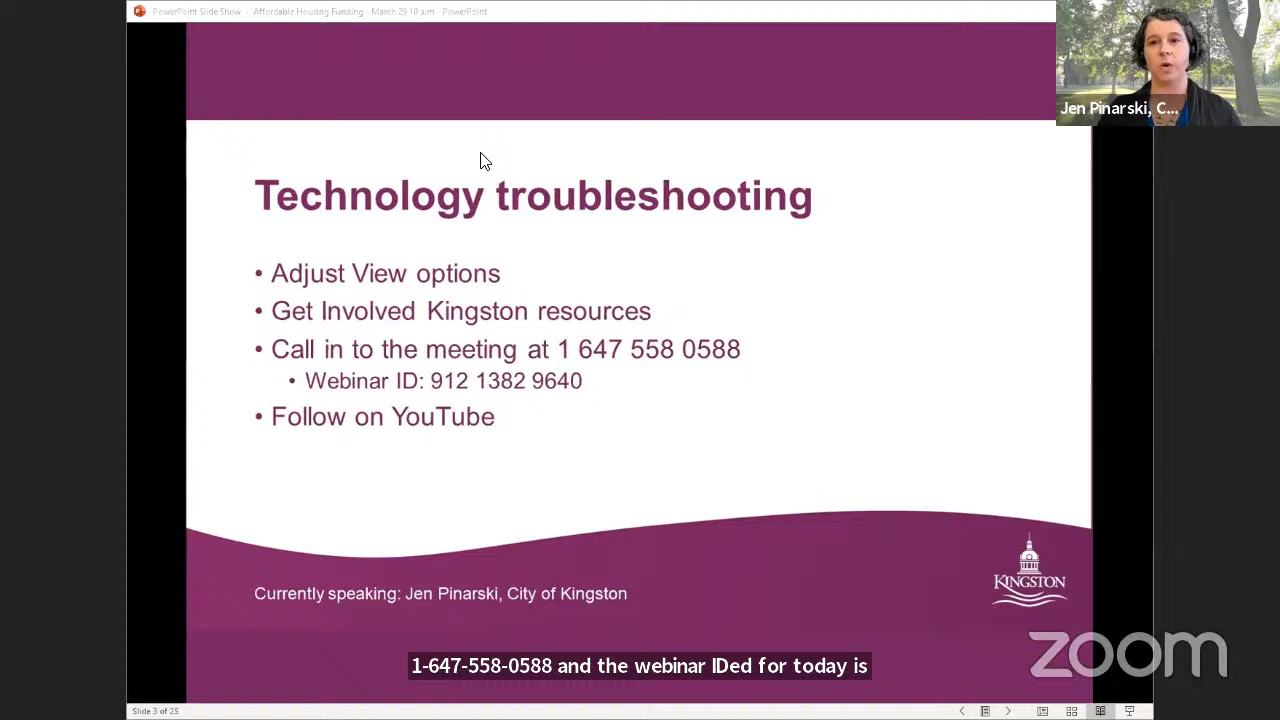 PowerPoint Slide Show - Affordable Housing Funding - March 29 10 a.m - PowerPoint
Jen Pinarski, C...
Technology troubleshooting
• Adjust View options
• Get Involved Kingston resources
• Call in to the meeting at 1 647 558 0588
• Webinar ID: 912 1382 9640
• Follow on YouTube
Currently speaking: Jen Pinarski, City of Kingston
KINGSTON
zoom
1-647-558-0588 and the webinar IDed for today is
Slide 3 of 25